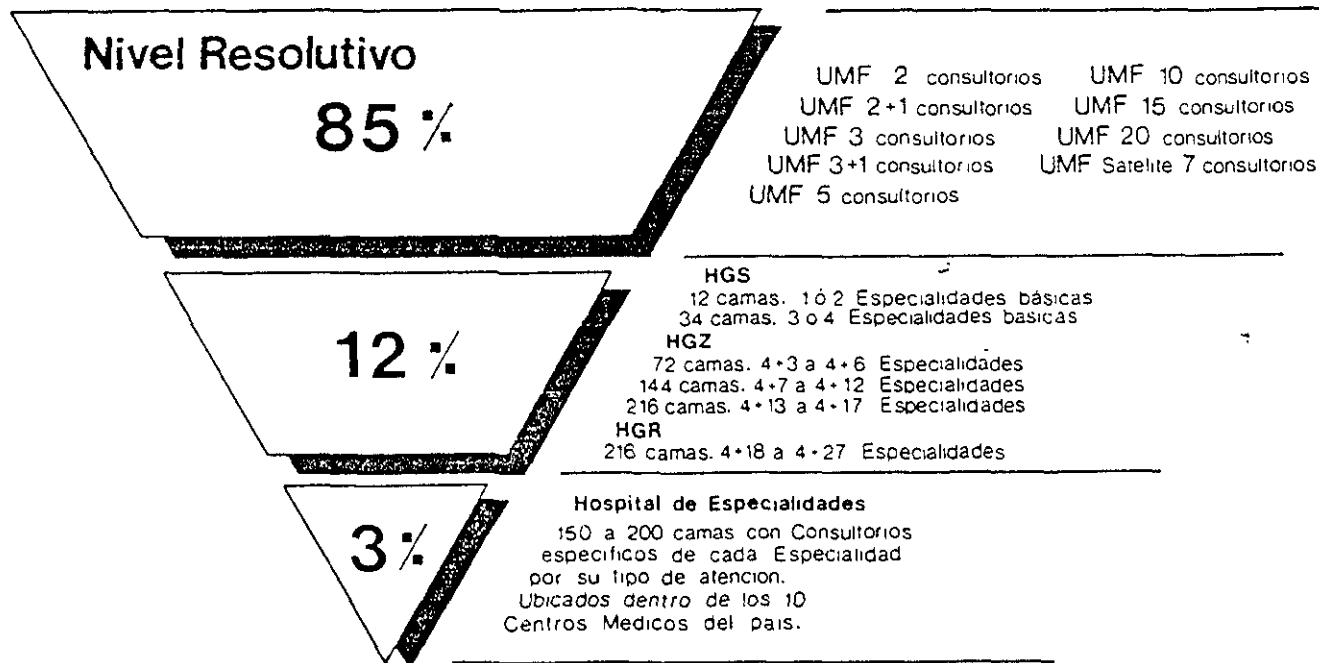 Nivel Resolutivo
85 %
UMF 2 consultorios UMF 10 consultorios
UMF 2+1 consultorios UMF 15 consultorios
UMF 3 consultorios UMF 20 consultorios
UMF 3+1 consultorios UMF Satelite 7 consultorios
UMF 5 consultorios
12 %
HGS
12 camas. 1 ó 2 Especialidades básicas
34 camas. 3 o 4 Especialidades basicas
HGZ
72 camas. 4+3 a 4+6 Especialidades
144 camas. 4+7 a 4+12 Especialidades
216 camas. 4+13 a 4+17 Especialidades
HGR
216 camas. 4+18 a 4+27 Especialidades
3 %
Hospital de Especialidades
150 a 200 camas con Consultorios
especificos de cada Especialidad
por su tipo de atencion.
Ubicados dentro de los 10
Centros Medicos del pais.